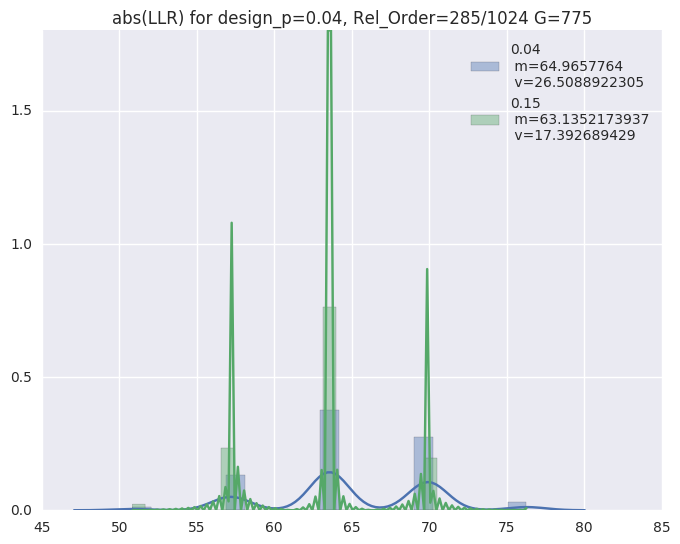 abs(LLR) for design_p=0.04, Rel_Order=285/1024 G=775
0.04
m=64.9657764
v=26.5088922305
0.15
m=63.1352173937
v=17.392689429
1.5
1.0
0.5
0.0
45 50 55 60 65 70 75 80 85